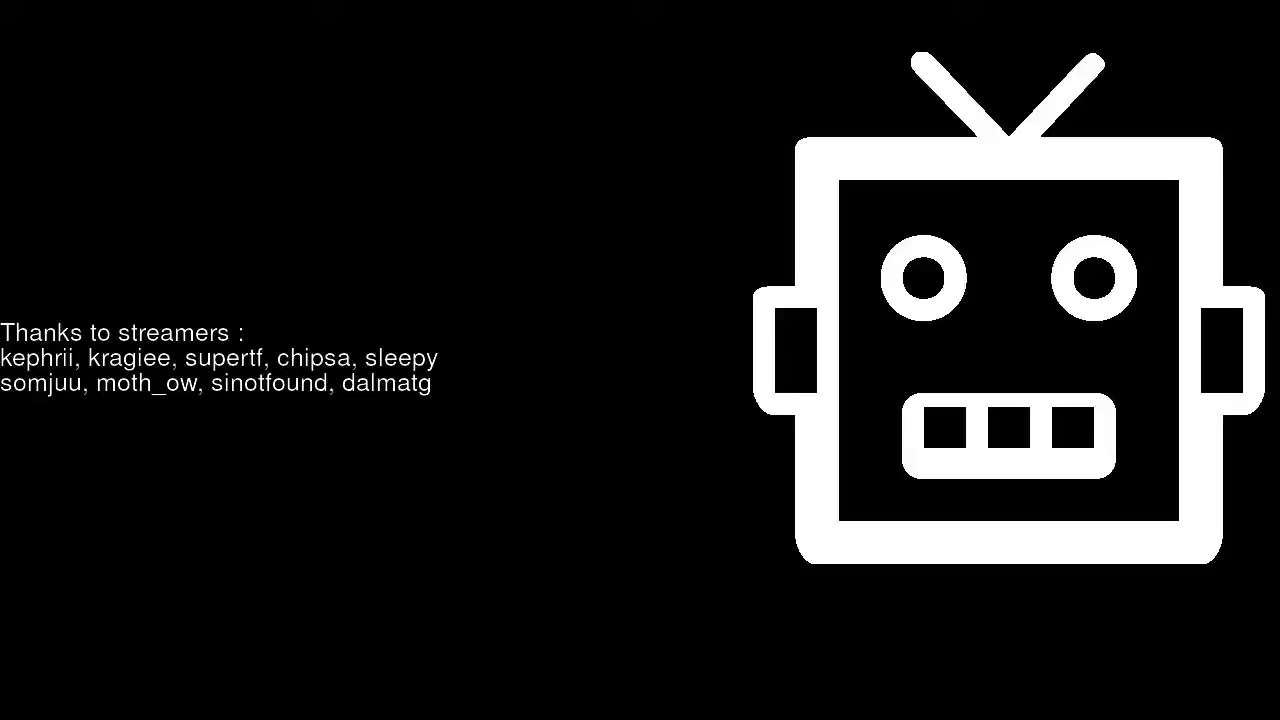 Thanks to streamers :
kephrii, kragiee, supertf, chipsa, sleepy
somjuu, moth_ow, sinotfound, dalmatg